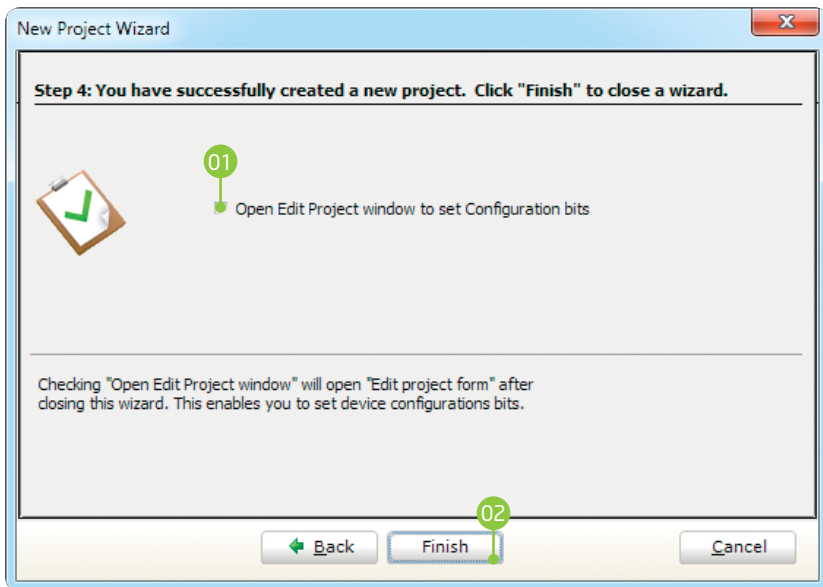 New Project Wizard
Step 4: You have successfully created a new project. Click "Finish" to close a wizard.
01
Open Edit Project window to set Configuration bits
Checking "Open Edit Project window" will open "Edit project form" after
closing this wizard. This enables you to set device configurations bits.
02
Back Finish Cancel